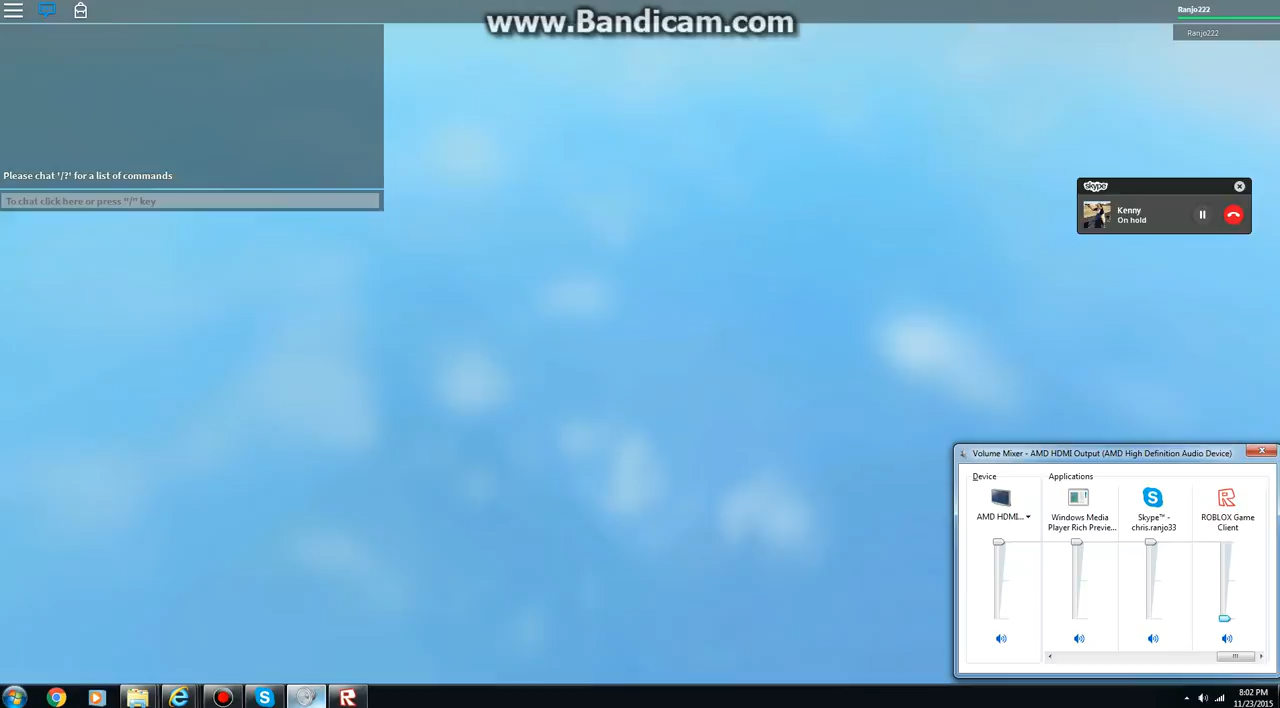 www.Bandicam.com
Ranjo222
Ranjo222
Please chat '/?' for a list of commands
To chat click here or press "/" key
skype
Kenny
On hold
Volume Mixer - AMD HDMI Output (AMD High Definition Audio Device)
Device
Applications
AMD HDMI...
Windows Media
Player Rich Previe...
Skype™ -
chris.ranjo33
ROBLOX Game
Client
8:02 PM
11/23/2015